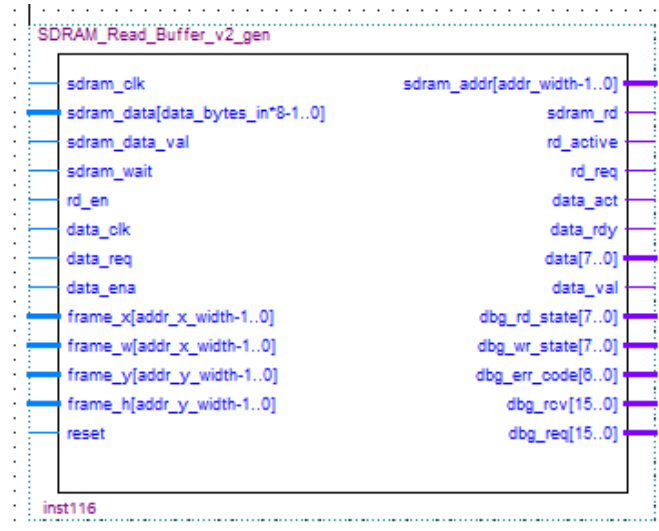 SDRAM_Read_Buffer_v2_gen
sdram_clk sdram_addr[addr_width-1..0]
sdram_data[data_bytes_in*8-1..0] sdram_rd
sdram_data_val rd_active
sdram_wait rd_req
rd_en data_act
data_clk data_rdy
data_req data[7..0]
data_ena data_val
frame_x[addr_x_width-1..0] dbg_rd_state[7..0]
frame_w[addr_x_width-1..0] dbg_wr_state[7..0]
frame_y[addr_y_width-1..0] dbg_err_code[6..0]
frame_h[addr_y_width-1..0] dbg_rcv[15..0]
reset dbg_req[15..0]
inst116